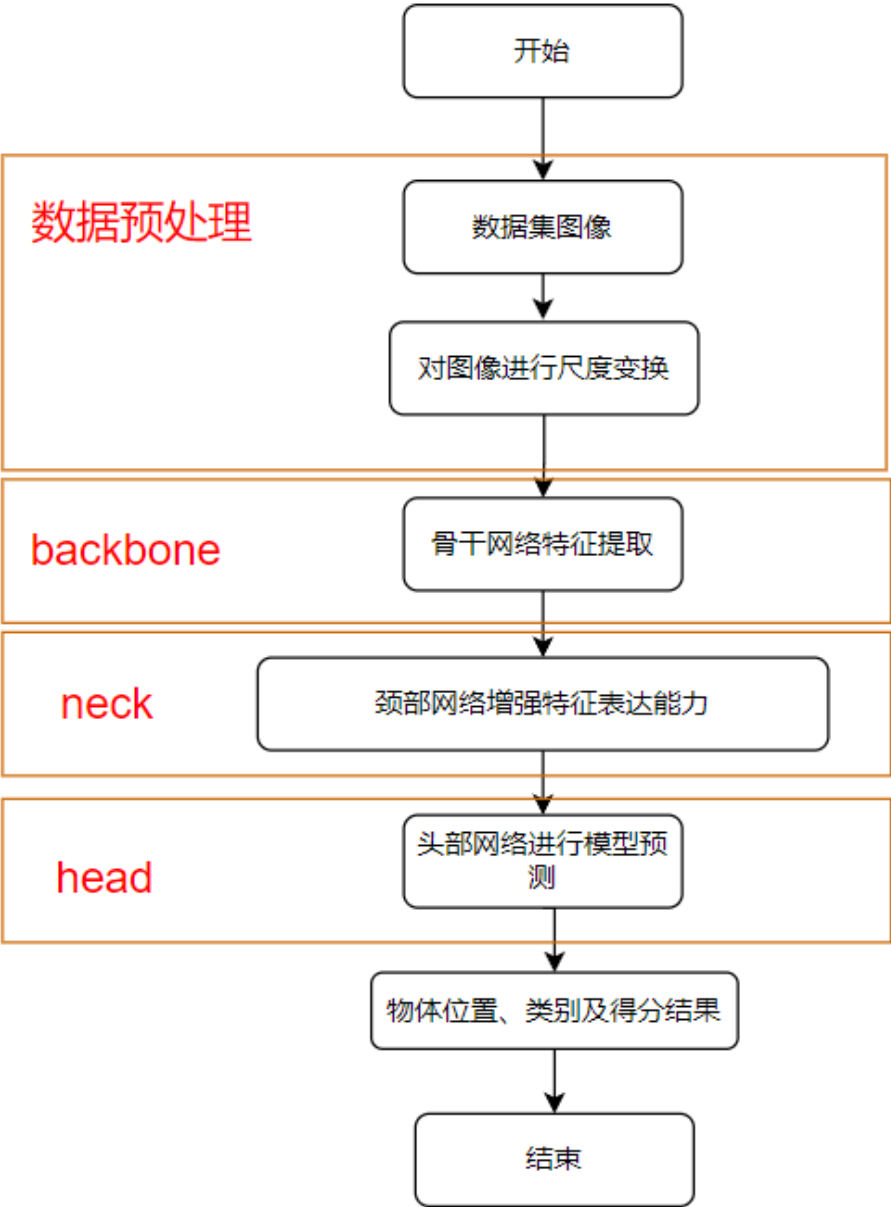 开始
数据预处理
数据集图像
对图像进行尺度变换
backbone
骨干网络特征提取
neck
颈部网络增强特征表达能力
head
头部网络进行模型预
测
物体位置、类别及得分结果
结束